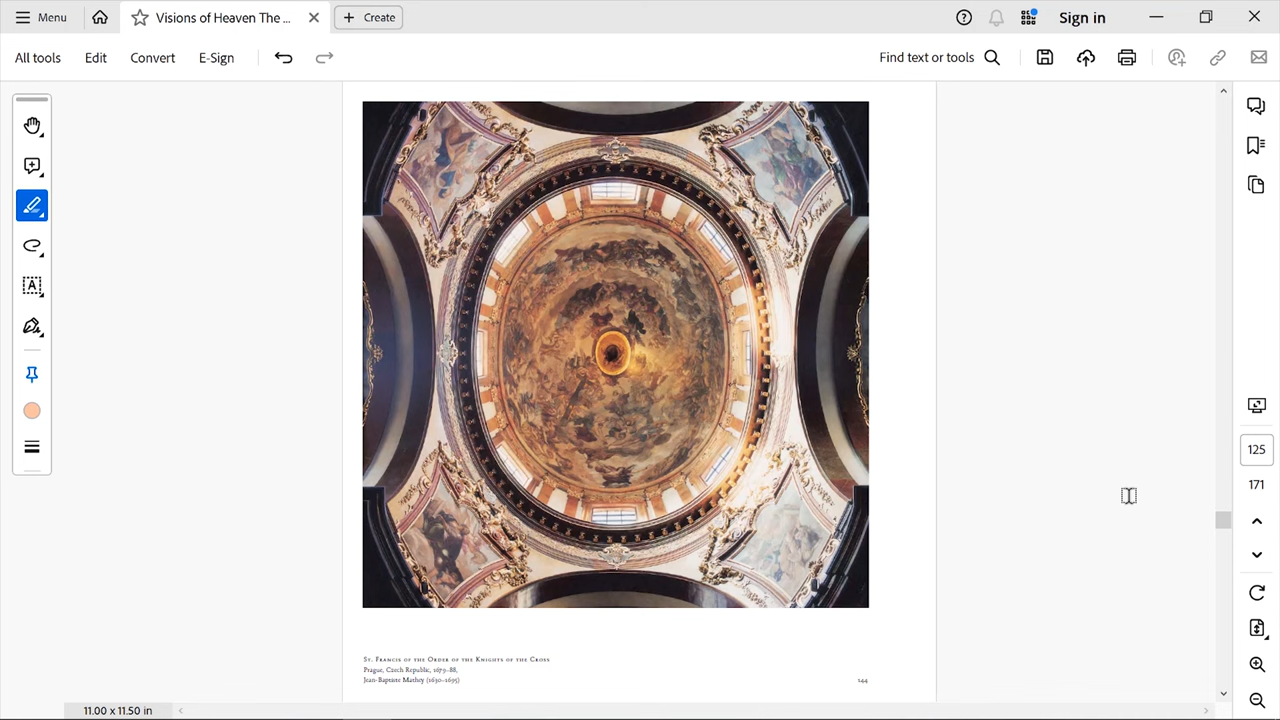 Menu
Visions of Heaven The ...
Create
Sign in
All tools
Edit
Convert
E-Sign
Find text or tools
125
171
St. Francis of the Order of the Knights of the Cross
Prague, Czech Republic, 1679–88,
Jean-Baptiste Mathey (1630–1695)
144
11.00 x 11.50 in